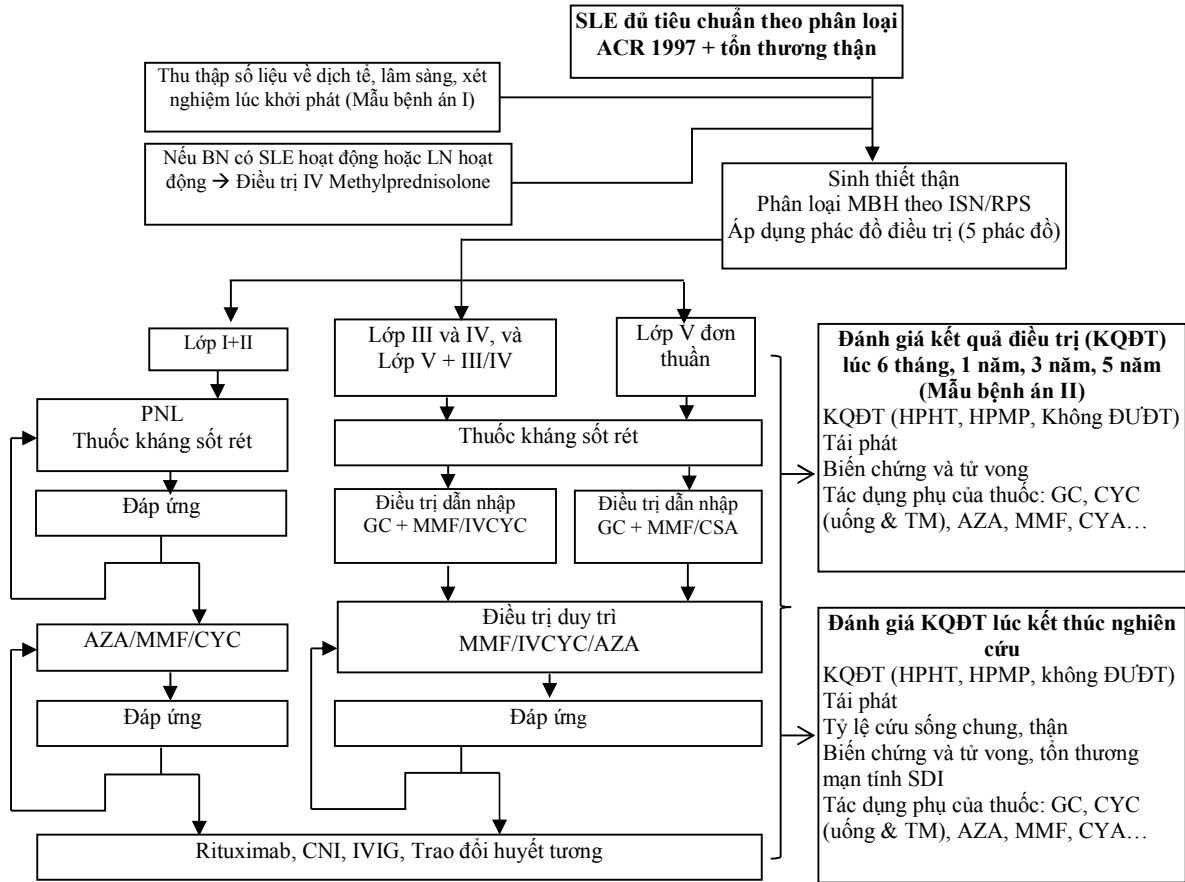 SLE đủ tiêu chuẩn theo phân loại
ACR 1997 + tổn thương thận
Thu thập số liệu về dịch tể, lâm sàng, xét
nghiệm lúc khởi phát (Mẫu bệnh án I)
Nếu BN có SLE hoạt động hoặc LN hoạt
động → Điều trị IV Methylprednisolone
Sinh thiết thận
Phân loại MBH theo ISN/RPS
Áp dụng phác đồ điều trị (5 phác đồ)
Lớp I+II
Lớp III và IV, và
Lớp V + III/IV
Lớp V đơn
thuần
PNL
Thuốc kháng sốt rét
Thuốc kháng sốt rét
Đáp ứng
Điều trị dẫn nhập
GC + MMF/IVCYC
Điều trị dẫn nhập
GC + MMF/CSA
AZA/MMF/CYC
Điều trị duy trì
MMF/IVCYC/AZA
Đáp ứng
Đáp ứng
Rituximab, CNI, IVIG, Trao đổi huyết tương
Đánh giá kết quả điều trị (KQĐT)
lúc 6 tháng, 1 năm, 3 năm, 5 năm
(Mẫu bệnh án II)
KQĐT (HPHT, HPMP, Không ĐƯĐT)
Tái phát
Biến chứng và tử vong
Tác dụng phụ của thuốc: GC, CYC
(uống & TM), AZA, MMF, CYA…
Đánh giá KQĐT lúc kết thúc nghiên
cứu
KQĐT (HPHT, HPMP, không ĐƯĐT)
Tái phát
Tỷ lệ cứu sống chung, thận
Biến chứng và tử vong, tổn thương
mạn tính SDI
Tác dụng phụ của thuốc: GC, CYC
(uống & TM), AZA, MMF, CYA…